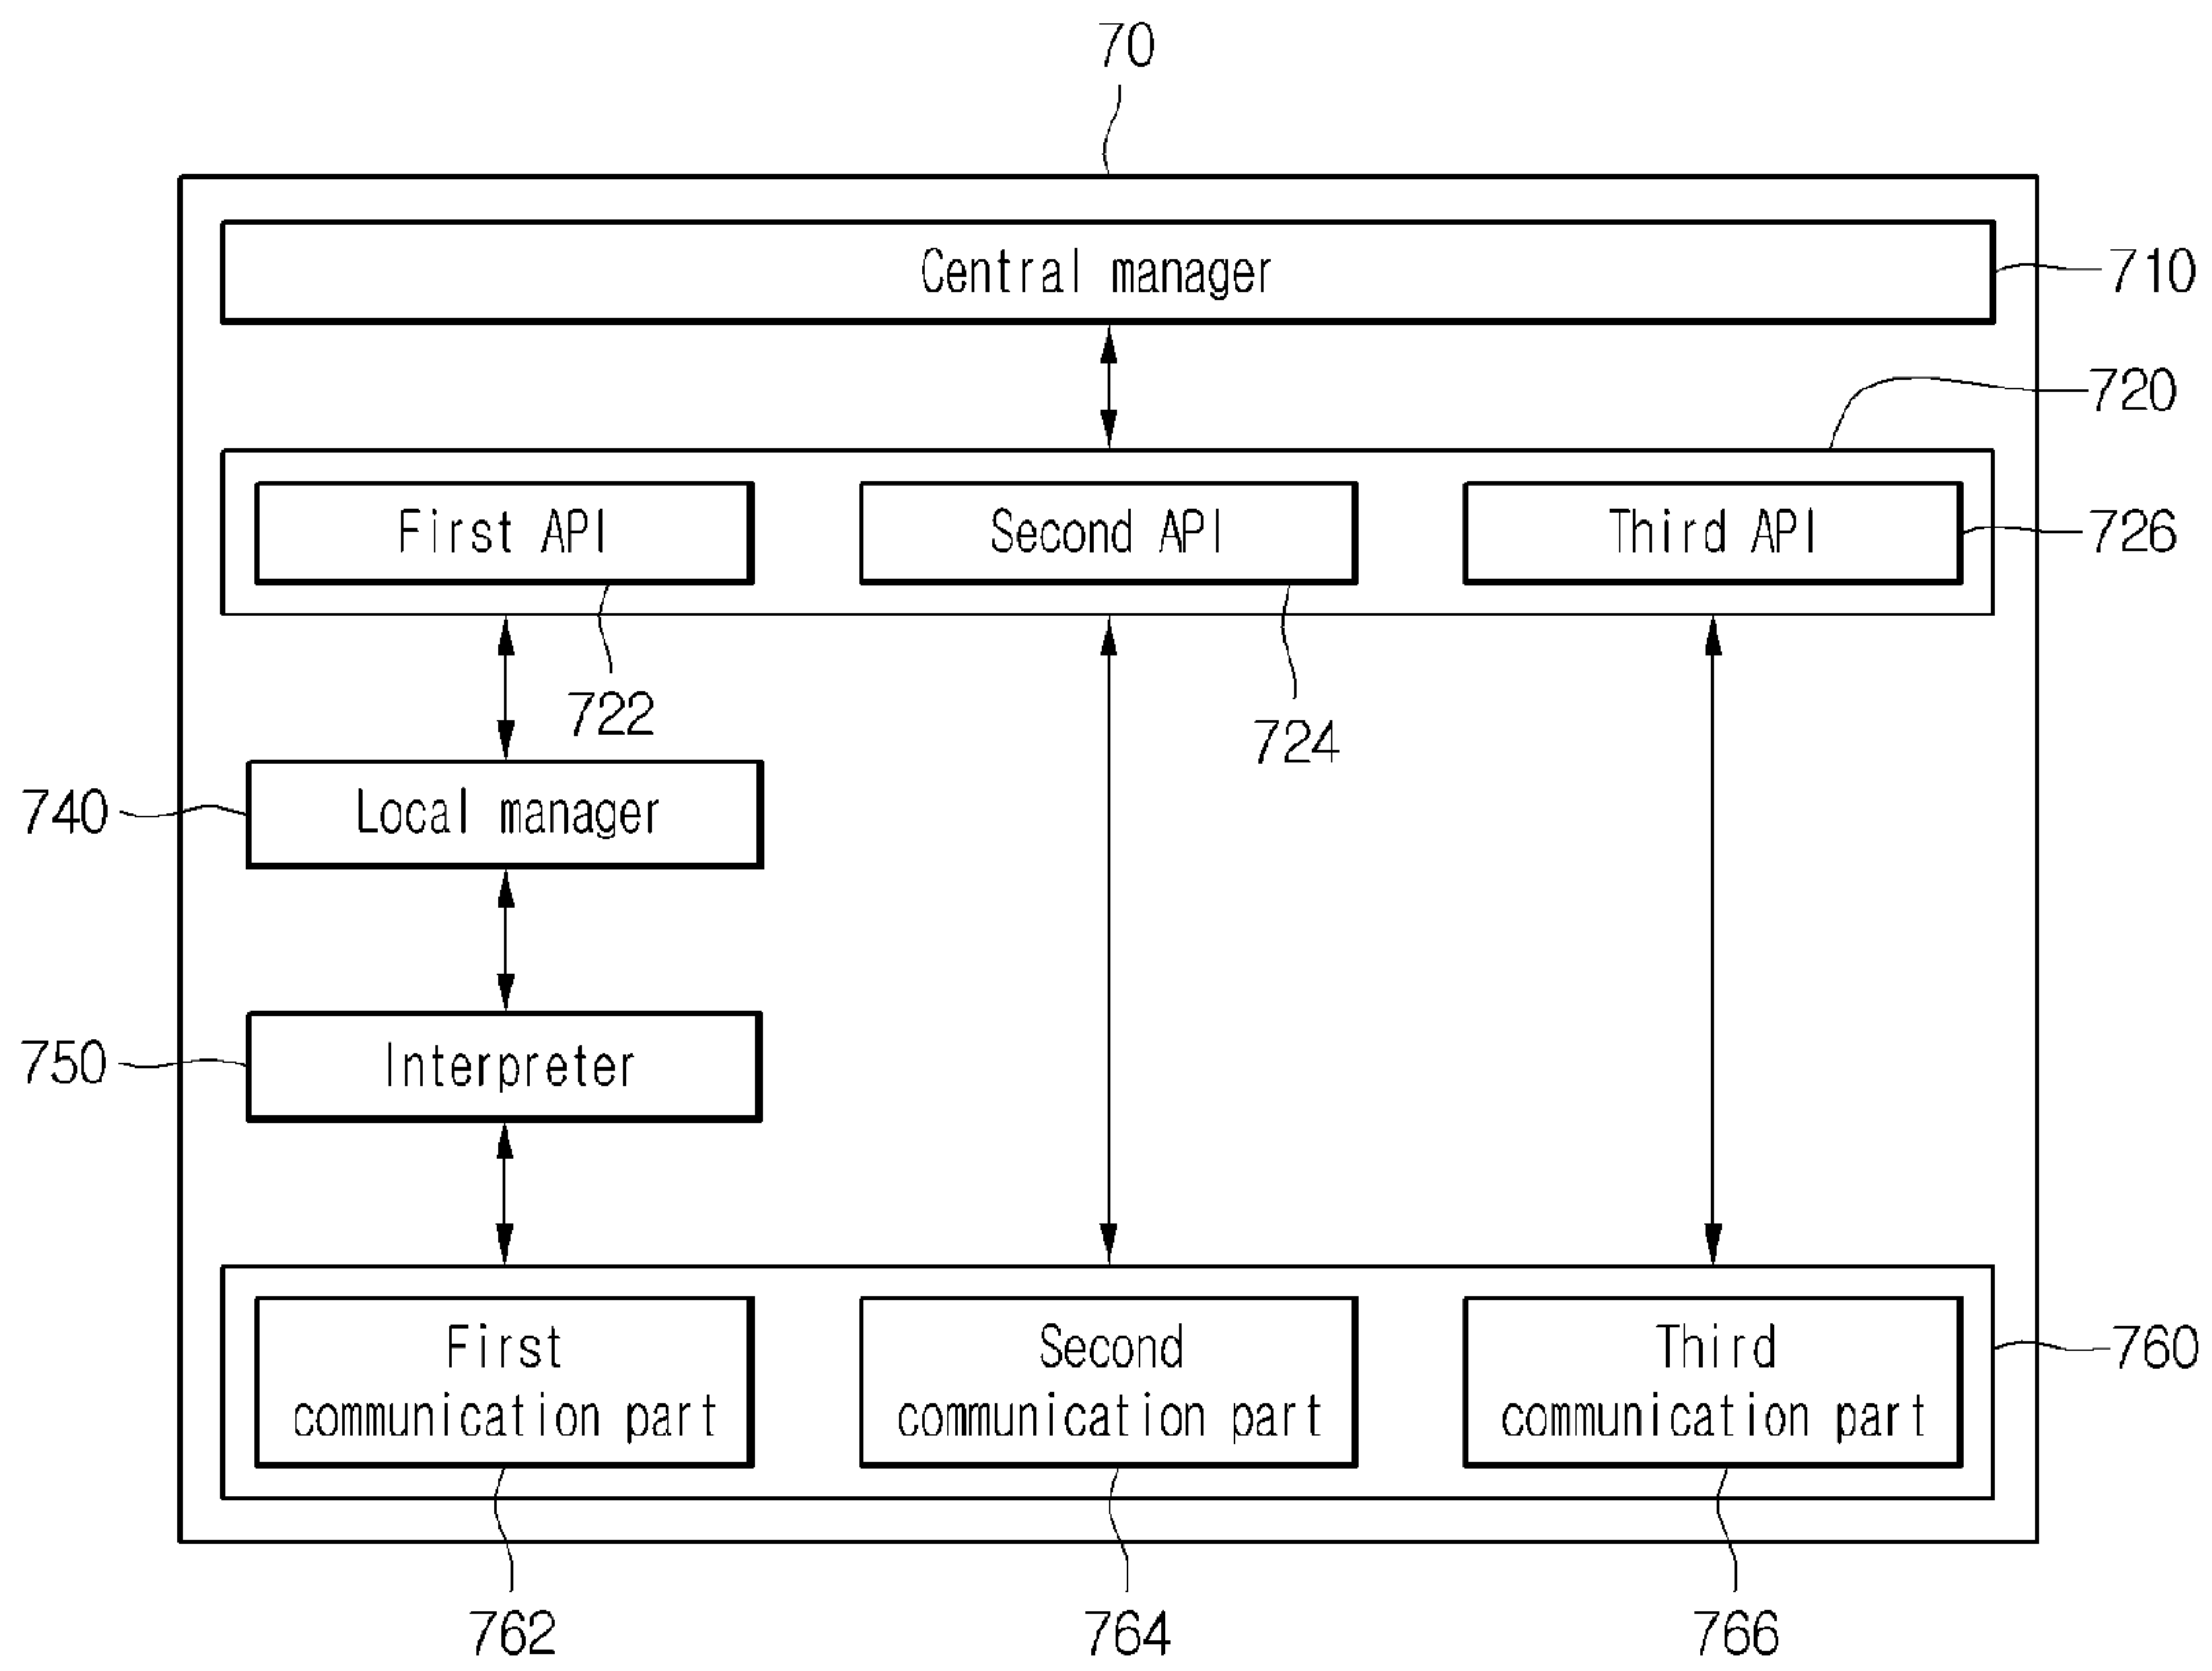 70
Central manager
710
720
First API
Second API
Third API
726
722
724
740
Local manager
750
Interpreter
First
communication part
Second
communication part
Third
communication part
760
762
764
766